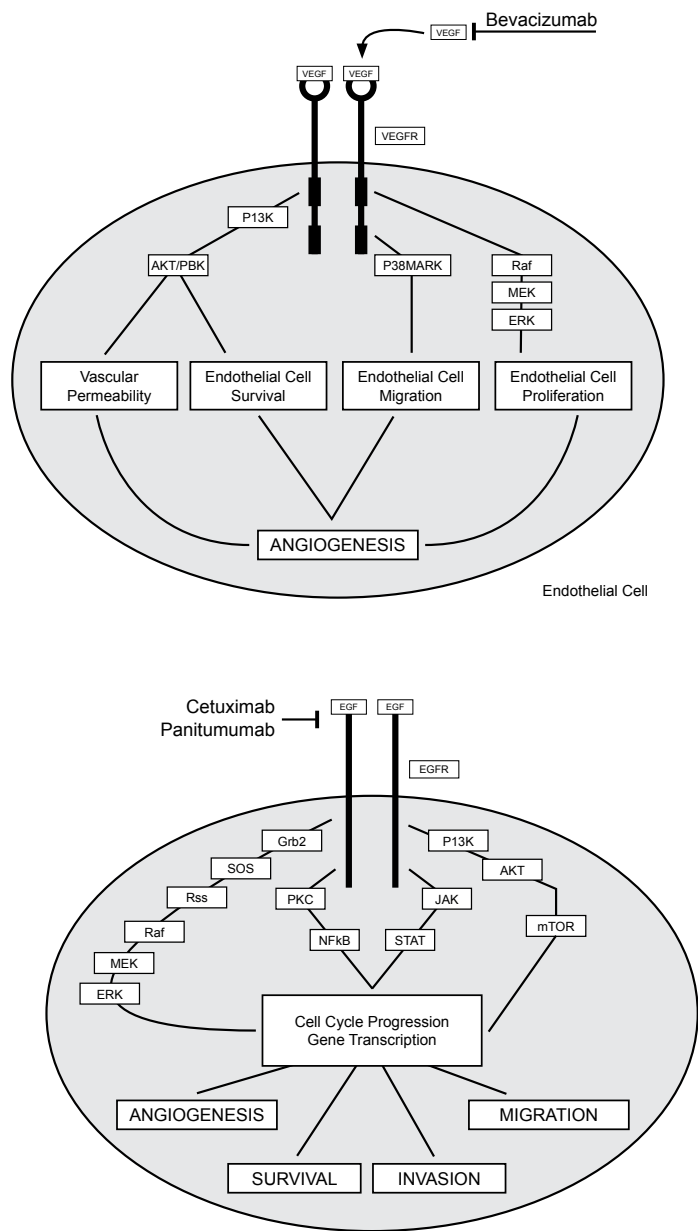 Bevacizumab
VEGF
VEGF
VEGF
VEGFR
P13K
AKT/PBK
P38MARK
Raf
MEK
ERK
Vascular
Permeability
Endothelial Cell
Survival
Endothelial Cell
Migration
Endothelial Cell
Proliferation
ANGIOGENESIS
Endothelial Cell
Cetuximab
Panitumumab
EGF
EGF
EGFR
Grb2
SOS
Rss
Raf
MEK
ERK
PKC
NFkB
JAK
STAT
P13K
AKT
mTOR
Cell Cycle Progression
Gene Transcription
ANGIOGENESIS
MIGRATION
SURVIVAL
INVASION